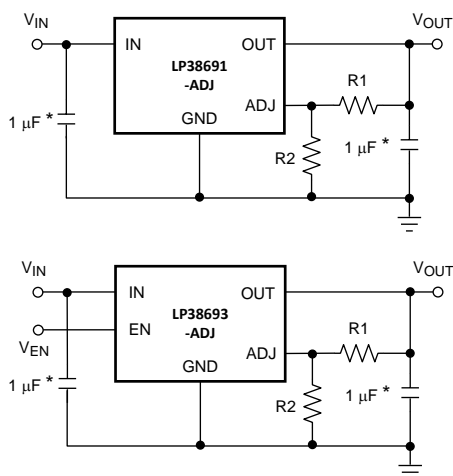 VIN
VOUT
IN
OUT
LP38691
-ADJ
R1
ADJ
1 µF *
GND
R2
1 µF *
VIN
VOUT
IN
OUT
LP38693
-ADJ
EN
R1
VEN
ADJ
GND
1 µF *
R2
1 µF *